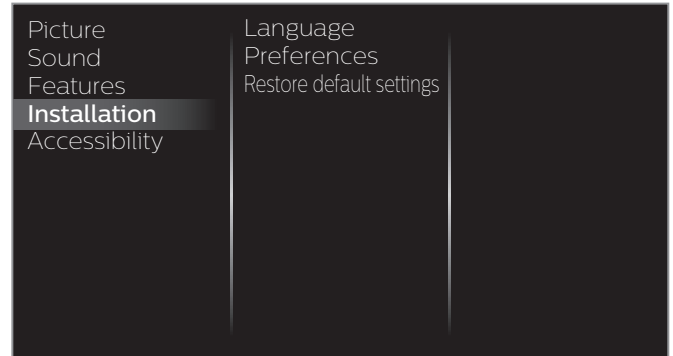 Picture
Sound
Features
Installation
Accessibility
Language
Preferences
Restore default settings